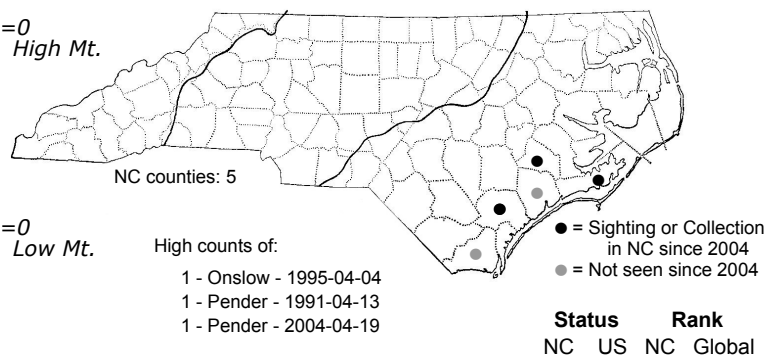 =0
High Mt.
NC counties: 5
=0
Low Mt.
High counts of:
1 - Onslow - 1995-04-04
1 - Pender - 1991-04-13
1 - Pender - 2004-04-19
● = Sighting or Collection
in NC since 2004
● = Not seen since 2004
Status Rank
NC US NC Global